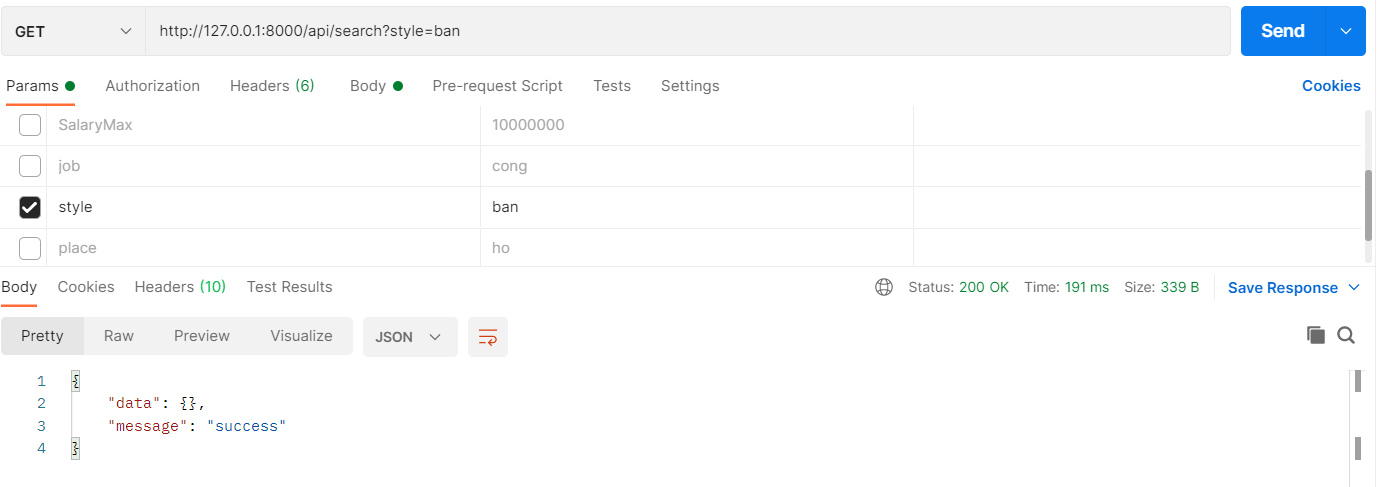 GET http://127.0.0.1:8000/api/search?style=ban Send
Params Authorization Headers (6) Body Pre-request Script Tests Settings Cookies
SalaryMax 10000000
job cong
style ban
place ho
Body Cookies Headers (10) Test Results Status: 200 OK Time: 191 ms Size: 339 B Save Response
Pretty Raw Preview Visualize JSON
1 {
2 "data": {},
3 "message": "success"
4 }